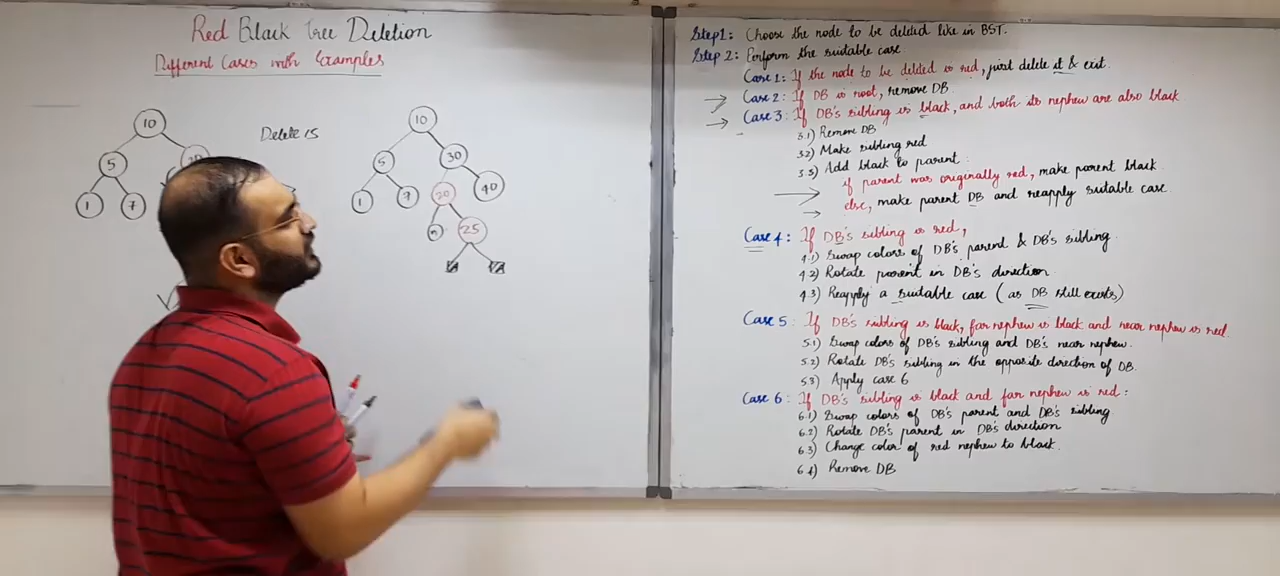 Red Black Tree Deletion
Different Cases with Examples
Delete 15
10
5
1
7
10
5
30
1
7
20
40
25
Step1: Choose the node to be deleted like in BST.
Step 2: Perform the suitable case.
Case 1: If the node to be deleted is red, just delete it & exit.
Case 2: If DB is root, remove DB.
Case 3: If DB's sibling is black, and both its nephew are also black
3.1) Remove DB
3.2) Make sibling red
3.3) Add black to parent:
if parent was originally red, make parent black.
else, make parent DB and reapply suitable case.
Case 4: If DB's sibling is red,
4.1) Swap colors of DB's parent & DB's sibling
4.2) Rotate parent in DB's direction
4.3) Reapply a suitable case (as DB still exists)
Case 5: If DB's sibling is black, far nephew is black and near nephew is red.
5.1) Swap colors of DB's sibling and DB's near nephew.
5.2) Rotate DB's sibling in the opposite direction of DB.
5.3) Apply case 6
Case 6: If DB's sibling is black and far nephew is red:
6.1) Swap colors of DB's parent and DB's sibling
6.2) Rotate DB's parent in DB's direction
6.3) Change color of red nephew to black.
6.4) Remove DB